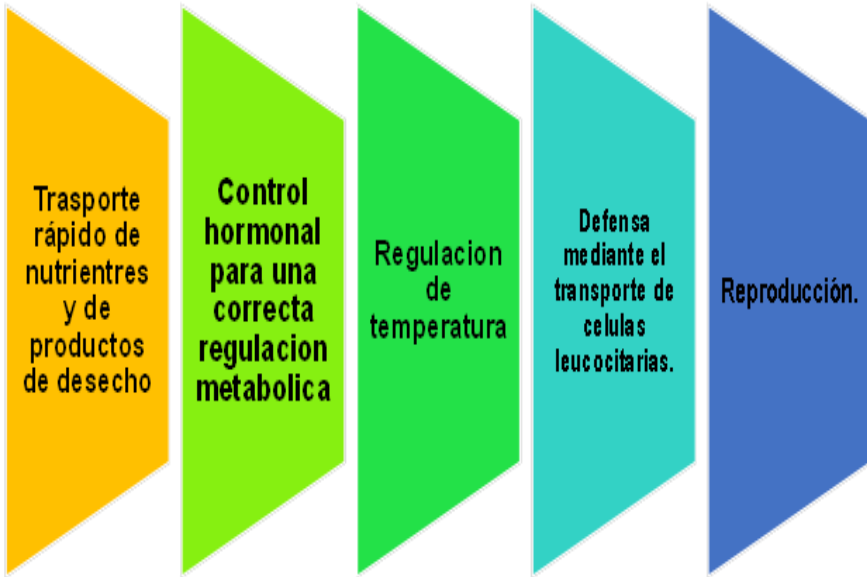 Trasporte
rápido de
nutrientres
y de
productos
de desecho
Control
hormonal
para una
correcta
regulacion
metabolica
Regulacion
de
temperatura
Defensa
mediante el
transporte de
celulas
leucocitarias.
Reproducción.